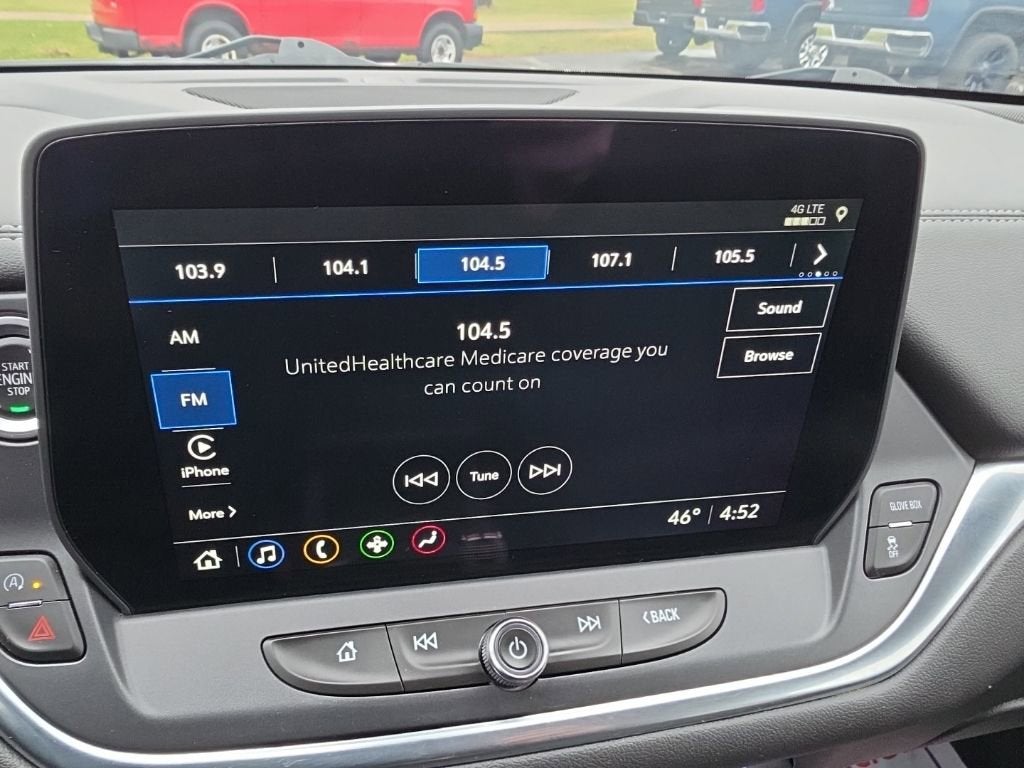 4G LTE
103.9 104.1 104.5 107.1 105.5
Sound
AM
104.5
Browse
UnitedHealthcare Medicare coverage you
can count on
START
ENGINE
STOP
FM
iPhone
Tune
More
46° 4:52
GLOVE BOX
OFF
A
BACK